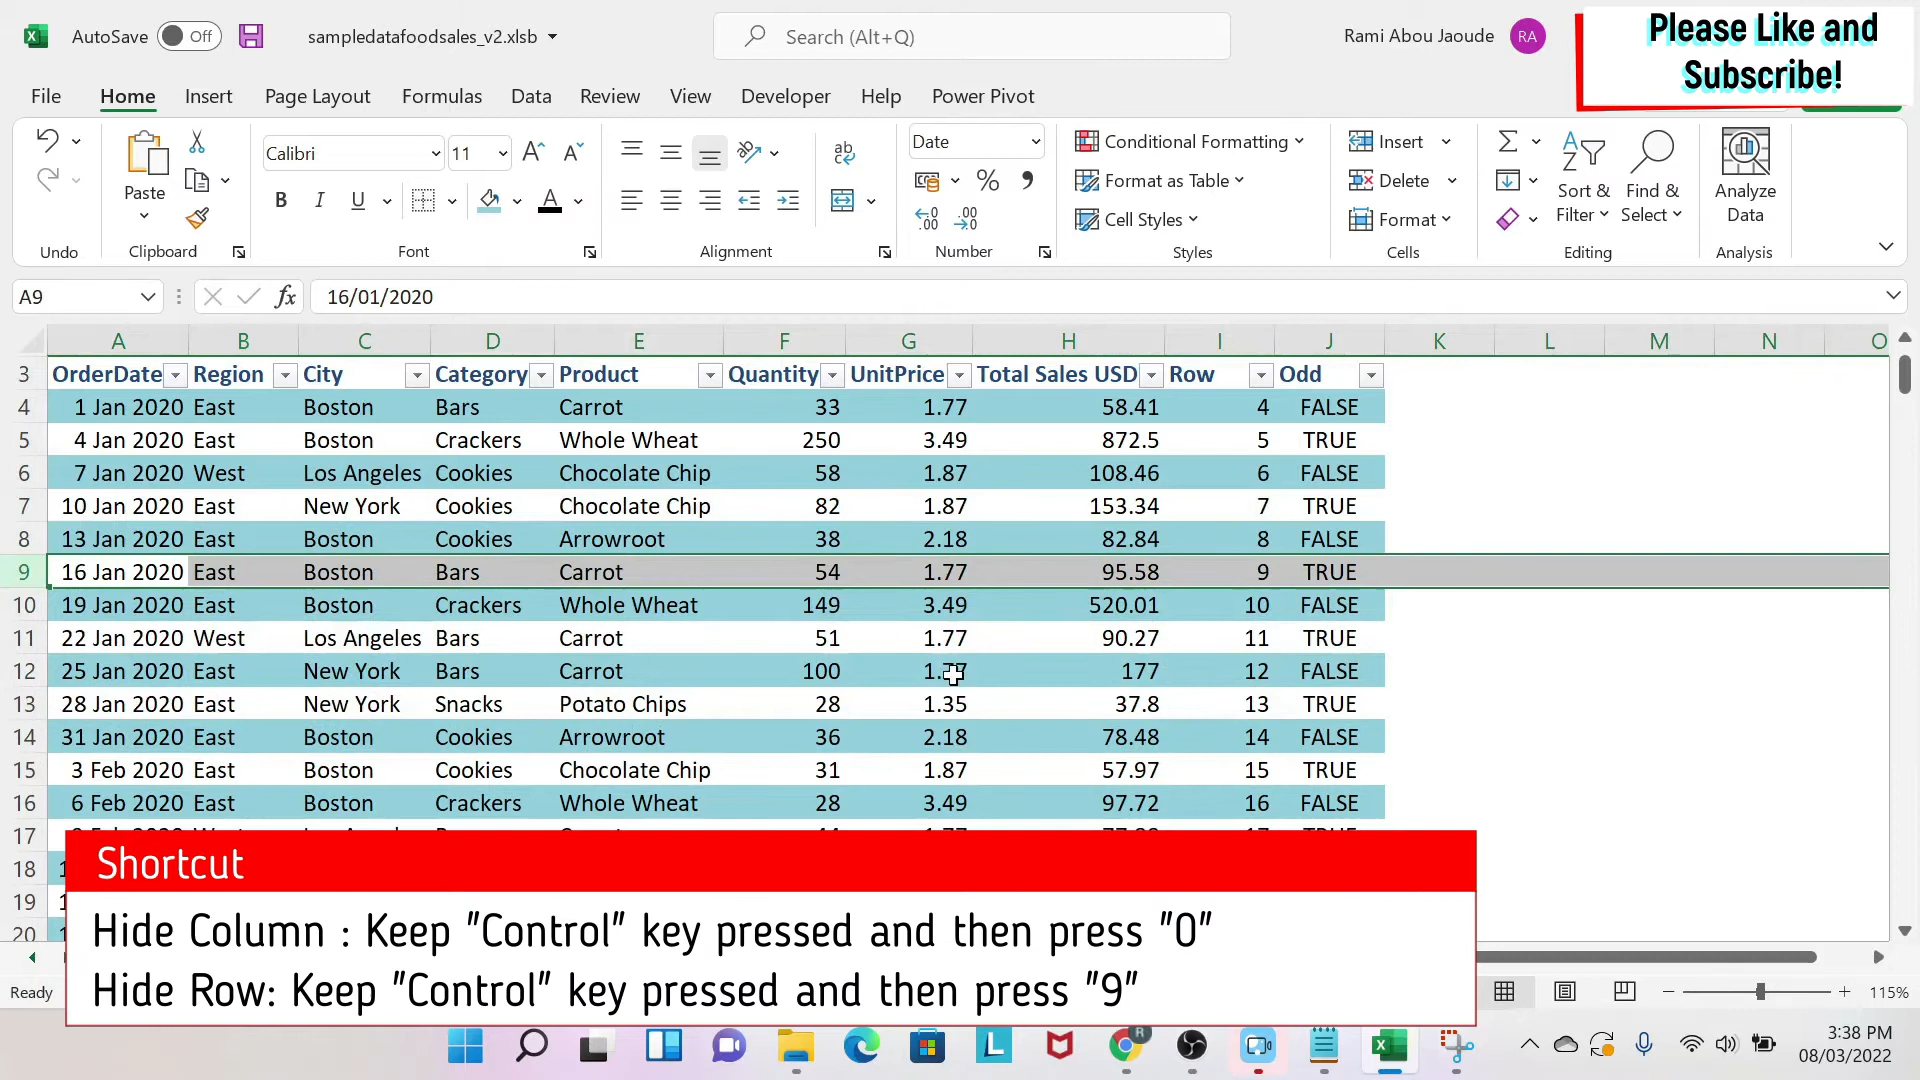 AutoSave Off sampledatafoodsales_v2.xlsb Search (Alt+Q) Rami Abou Jaoude RA
Please Like and
Subscribe!
File Home Insert Page Layout Formulas Data Review View Developer Help Power Pivot
Calibri 11 Date Conditional Formatting Insert
Paste Format as Table Delete Sort & Filter Find & Select Analyze Data
B I U Cell Styles Format
Undo Clipboard Font Alignment Number Styles Cells Editing Analysis
A9 fx 16/01/2020
A B C D E F G H I J K L M N O
3 OrderDate Region City Category Product Quantity UnitPrice Total Sales USD Row Odd
4 1 Jan 2020 East Boston Bars Carrot 33 1.77 58.41 4 FALSE
5 4 Jan 2020 East Boston Crackers Whole Wheat 250 3.49 872.5 5 TRUE
6 7 Jan 2020 West Los Angeles Cookies Chocolate Chip 58 1.87 108.46 6 FALSE
7 10 Jan 2020 East New York Cookies Chocolate Chip 82 1.87 153.34 7 TRUE
8 13 Jan 2020 East Boston Cookies Arrowroot 38 2.18 82.84 8 FALSE
9 16 Jan 2020 East Boston Bars Carrot 54 1.77 95.58 9 TRUE
10 19 Jan 2020 East Boston Crackers Whole Wheat 149 3.49 520.01 10 FALSE
11 22 Jan 2020 West Los Angeles Bars Carrot 51 1.77 90.27 11 TRUE
12 25 Jan 2020 East New York Bars Carrot 100 1.77 177 12 FALSE
13 28 Jan 2020 East New York Snacks Potato Chips 28 1.35 37.8 13 TRUE
14 31 Jan 2020 East Boston Cookies Arrowroot 36 2.18 78.48 14 FALSE
15 3 Feb 2020 East Boston Cookies Chocolate Chip 31 1.87 57.97 15 TRUE
16 6 Feb 2020 East Boston Crackers Whole Wheat 28 3.49 97.72 16 FALSE
17
18
19
20
Shortcut
Hide Column : Keep "Control" key pressed and then press "0"
Hide Row: Keep "Control" key pressed and then press "9"
Ready 115%
3:38 PM
08/03/2022